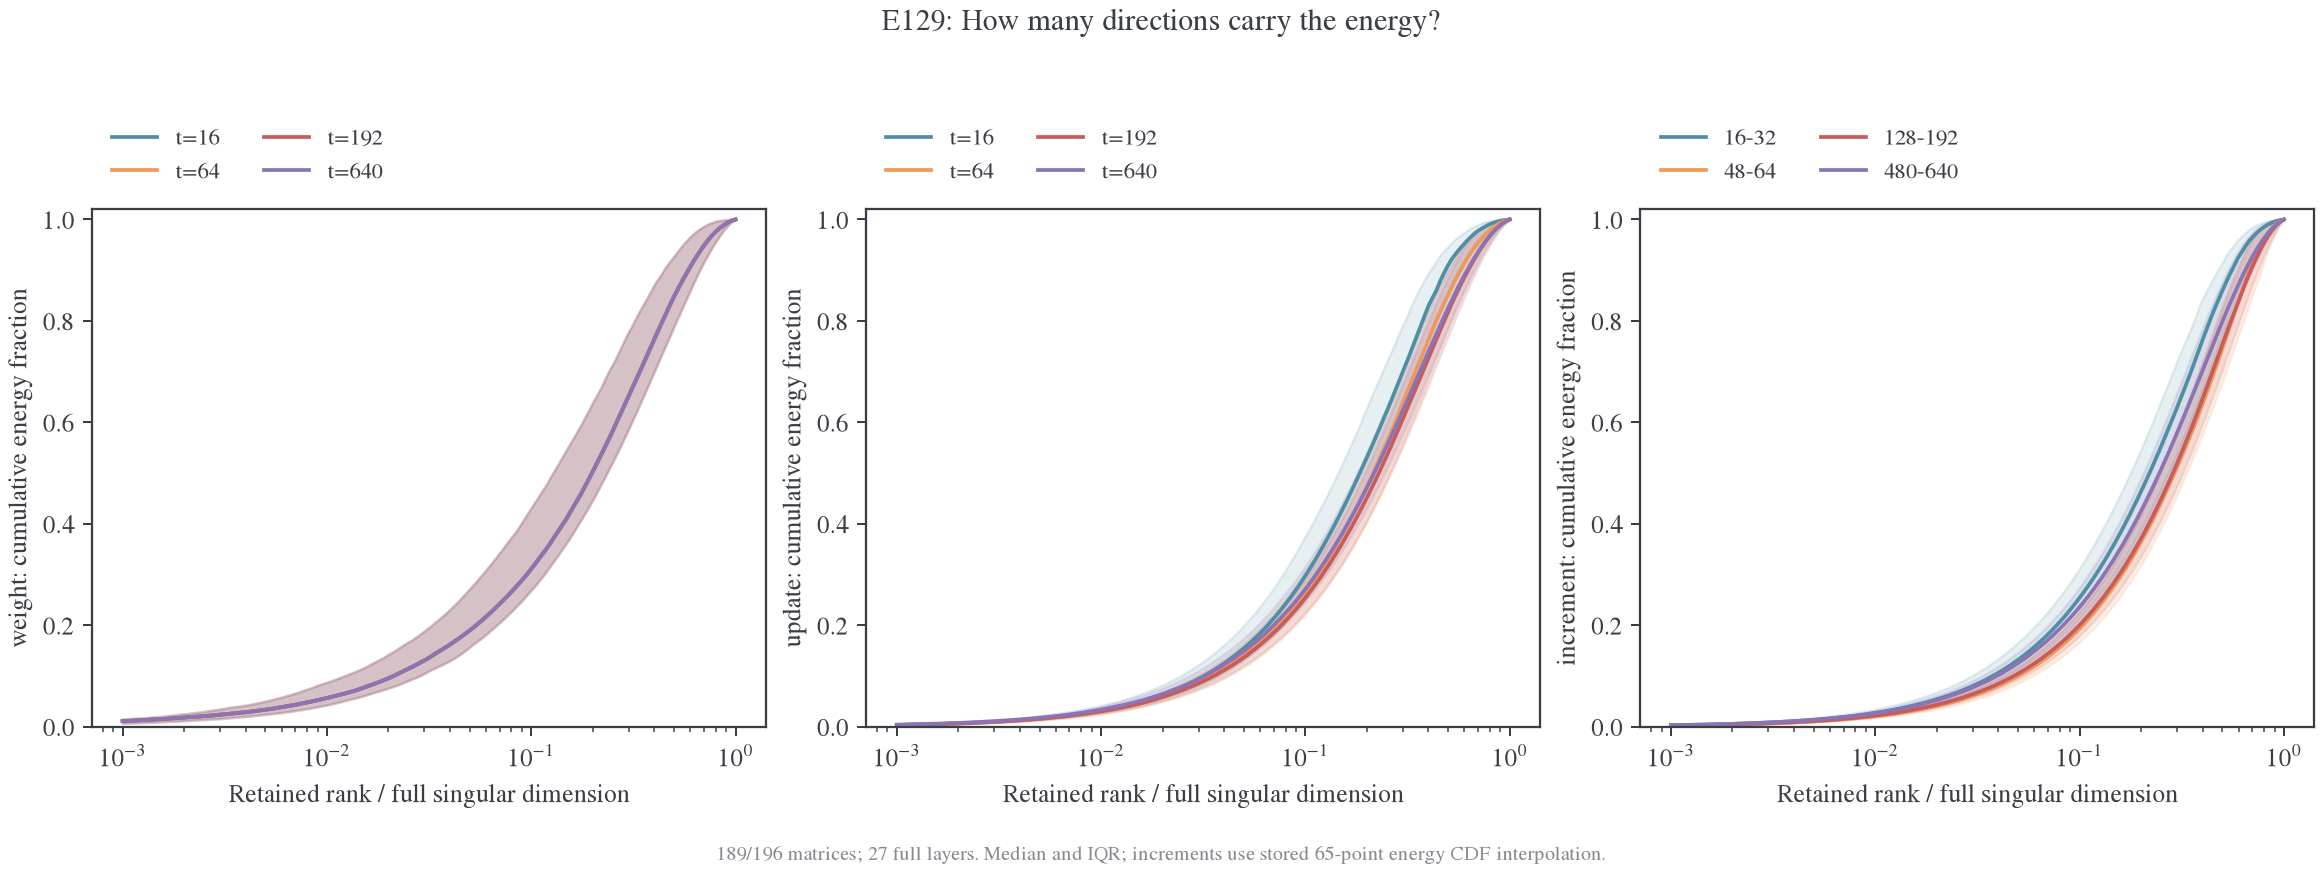 E129: How many directions carry the energy?
t=16
t=192
t=64
t=640
t=16
t=192
t=64
t=640
16-32
128-192
48-64
480-640
weight: cumulative energy fraction
1.0
0.8
0.6
0.4
0.2
0.0
10⁻³
10⁻²
10⁻¹
10⁰
Retained rank / full singular dimension
update: cumulative energy fraction
1.0
0.8
0.6
0.4
0.2
0.0
10⁻³
10⁻²
10⁻¹
10⁰
Retained rank / full singular dimension
increment: cumulative energy fraction
1.0
0.8
0.6
0.4
0.2
0.0
10⁻³
10⁻²
10⁻¹
10⁰
Retained rank / full singular dimension
189/196 matrices; 27 full layers. Median and IQR; increments use stored 65-point energy CDF interpolation.